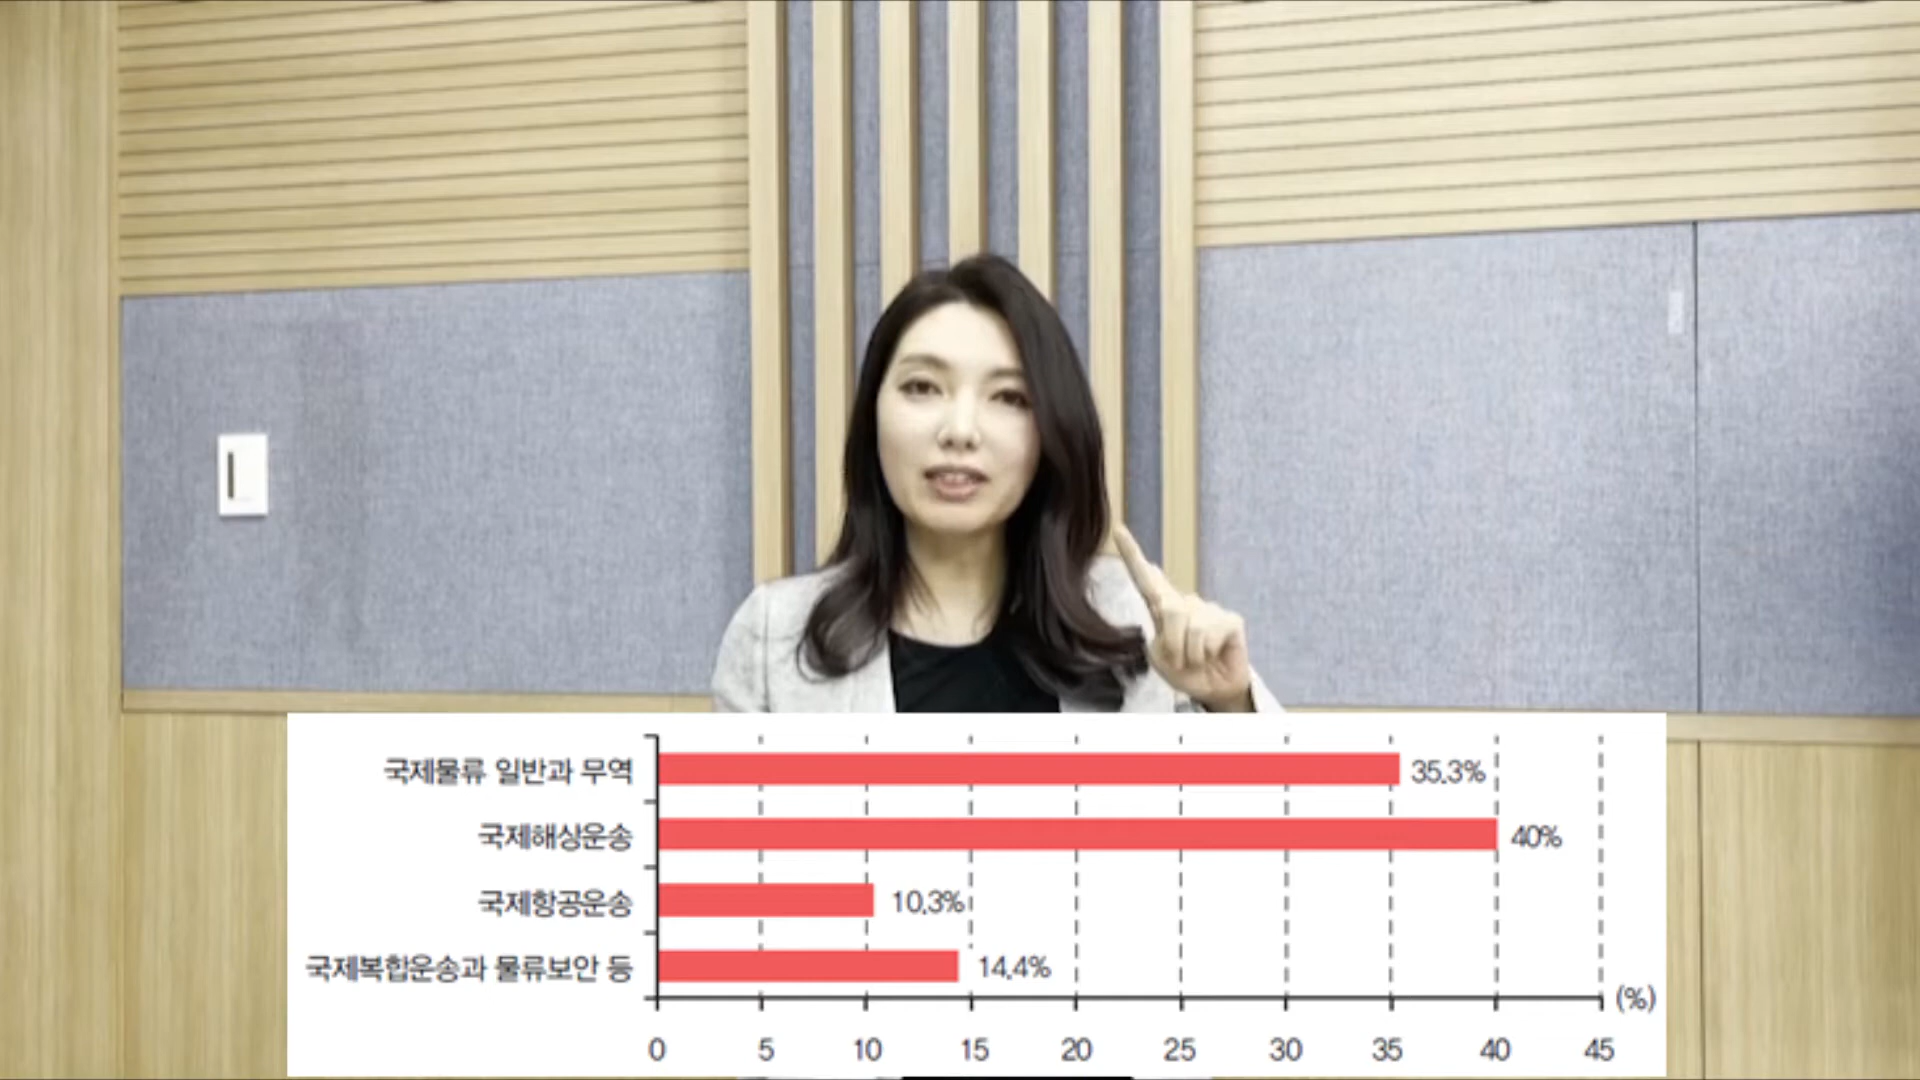 국제물류 일반과 무역 35.3%
국제해상운송 40%
국제항공운송 10.3%
국제복합운송과 물류보안 등 14.4%
(%)
0 5 10 15 20 25 30 35 40 45